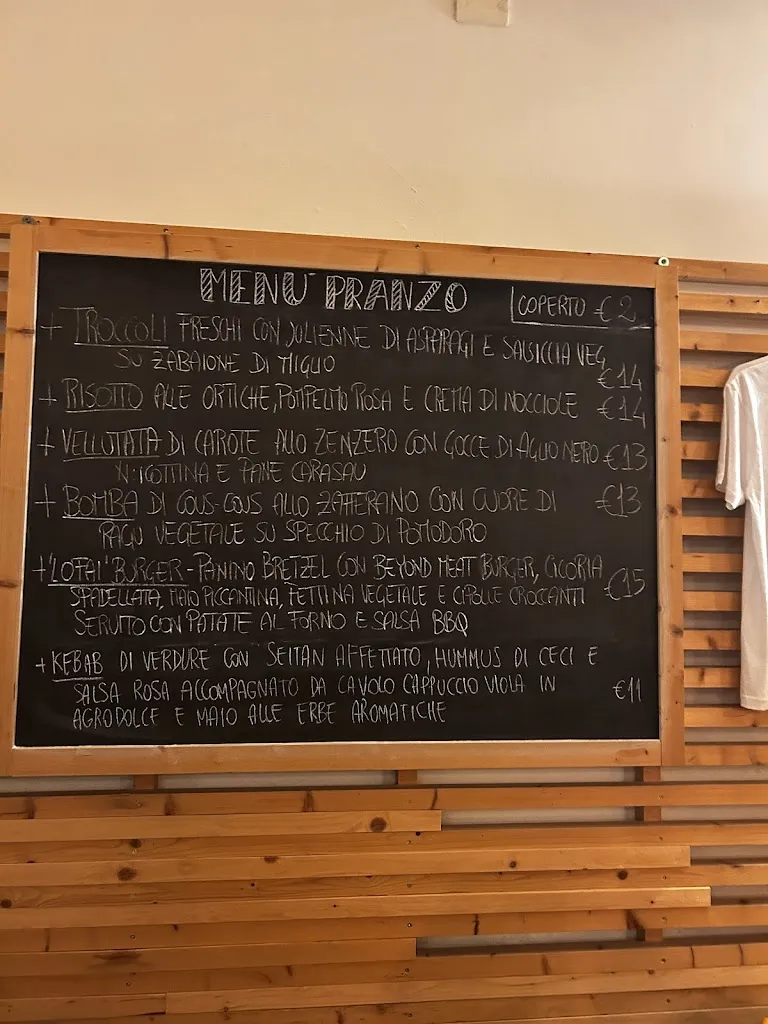 MENÙ PRANZO
COPERTO €2
+ TROCCOLI FRESCHI CON JULIENNE DI ASPARAGI E SALSICCIA VEG
SU ZABAIONE DI MIGLIO €14
+ RISOTTO ALLE ORTICHE, POMPELMO ROSA E CREMA DI NOCCIOLE €14
+ VELLUTATA DI CAROTE ALLO ZENZERO CON GOCCE DI AGLIO NERO €13
E PANE CARASAU
+ BOMBA DI COUS-COUS ALLO ZAFFERANO CON CUORE DI €13
RAGÙ VEGETALE SU SPECCHIO DI POMODORO
+ "LOFAI" BURGER - PANINO BRETZEL CON BEYOND MEAT BURGER, CICORIA
SPADELLATA, MAIO PICCANTINA, FETTINA VEGETALE E CIPOLLE CROCCANTI €15
SERVITO CON PATATE AL FORNO E SALSA BBQ
+ KEBAB DI VERDURE CON SEITAN AFFETTATO, HUMMUS DI CECI E
SALSA ROSA ACCOMPAGNATO DA CAVOLO CAPPUCCIO VIOLA IN €11
AGRODOLCE E MAIO ALLE ERBE AROMATICHE